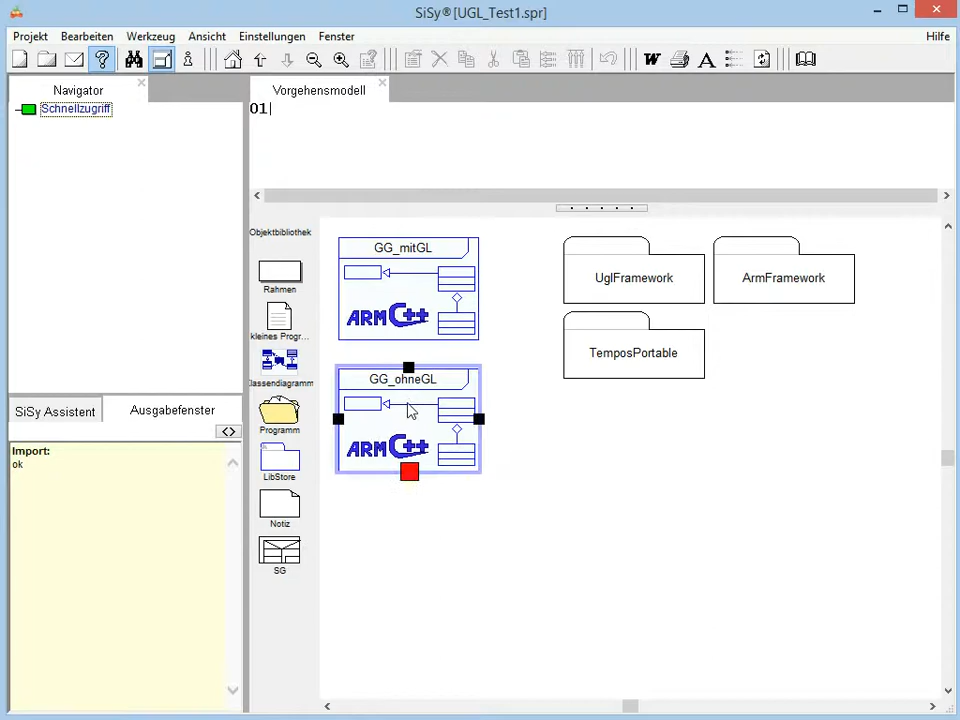 SiSy®[UGL_Test1.spr]
Projekt Bearbeiten Werkzeug Ansicht Einstellungen Fenster Hilfe
Navigator
Schnellzugriff
Vorgehensmodell
01
Objektbibliothek
Rahmen
kleines Progr...
Klassendiagramm
Programm
LibStore
Notiz
SG
GG_mitGL
ARM C++
GG_ohneGL
ARM C++
UglFramework
ArmFramework
TemposPortable
SiSy Assistent
Ausgabefenster
Import:
ok